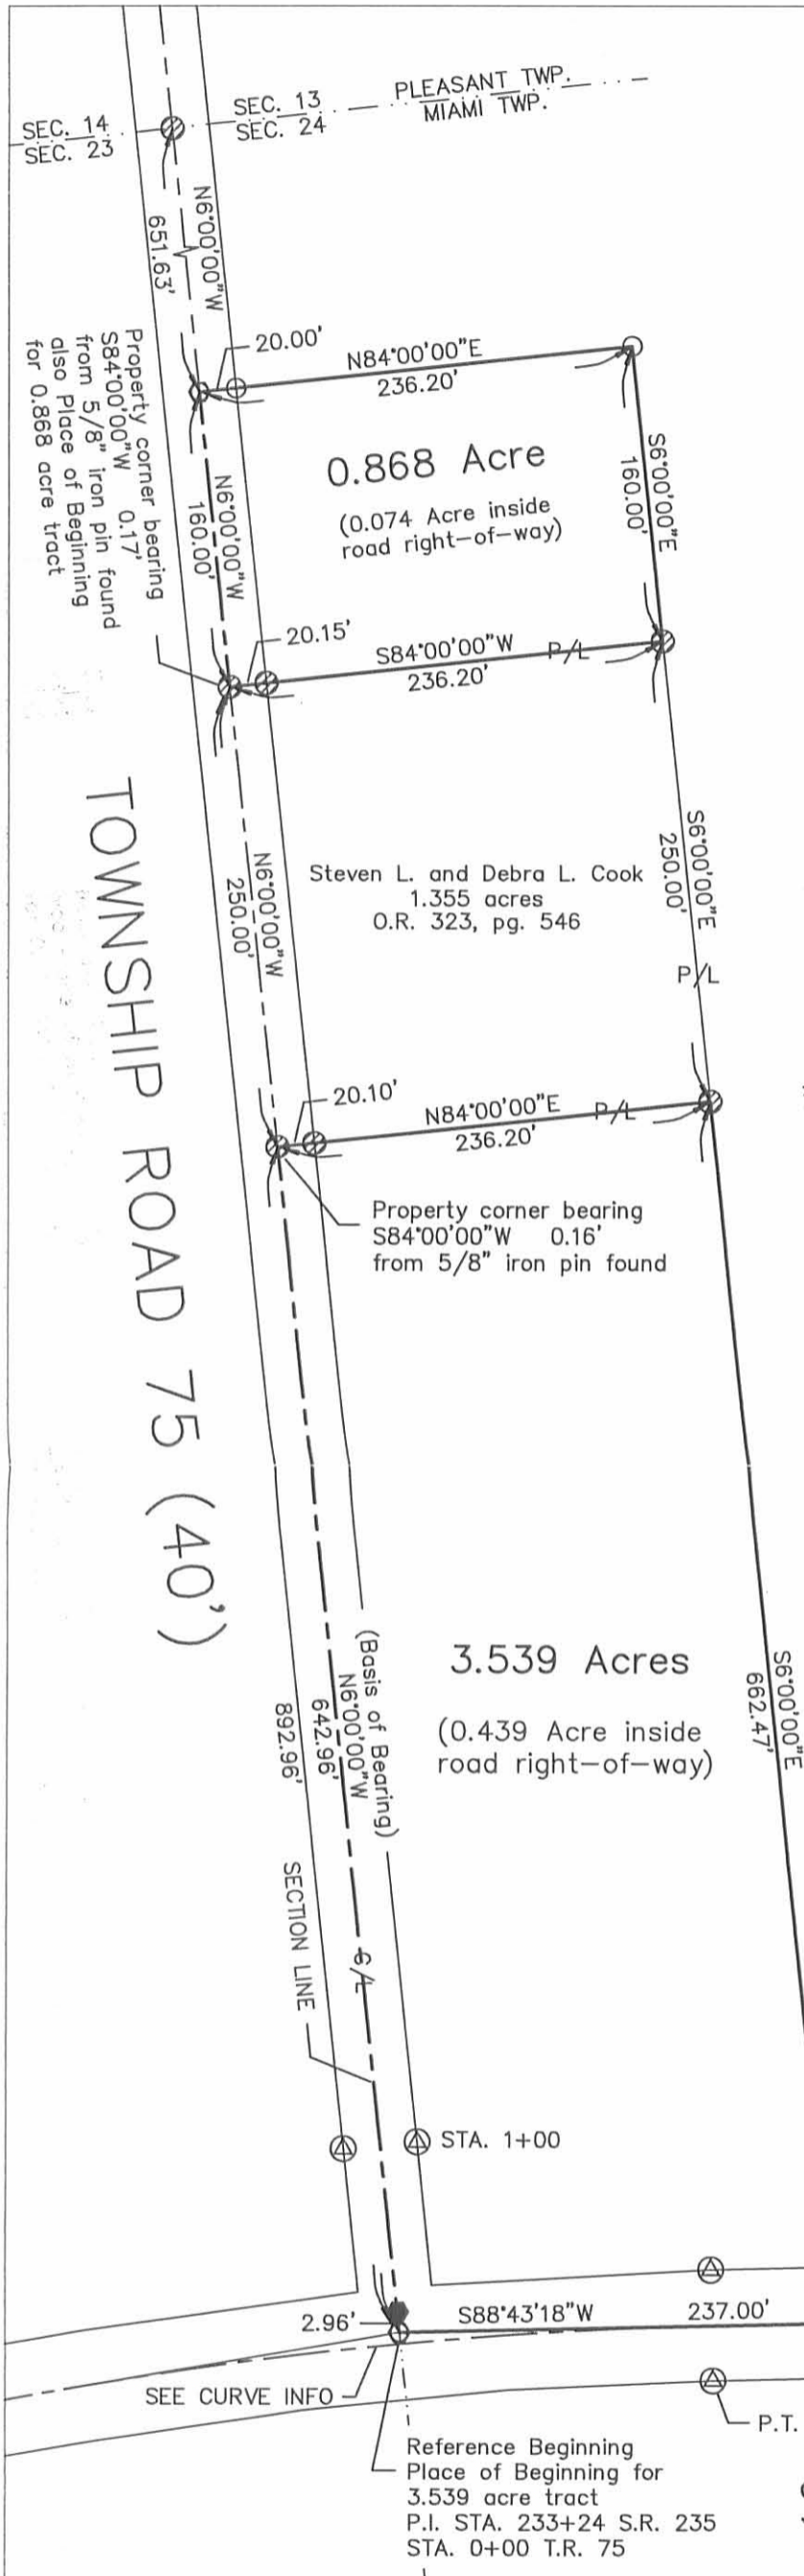 PLEASANT TWP.
MIAMI TWP.
SEC. 13
SEC. 24
SEC. 14
SEC. 23
N6°00'00"W
651.63'
20.00'
N84°00'00"E
236.20'
0.868 Acre
(0.074 Acre inside
road right-of-way)
S6°00'00"E
160.00'
N6°00'00"W
160.00'
Property corner bearing
S84°00'00"W 0.17'
from 5/8" iron pin found
also Place of Beginning
for 0.868 acre tract
20.15'
S84°00'00"W
P/L
236.20'
TOWNSHIP ROAD 75 (40')
N6°00'00"W
250.00'
Steven L. and Debra L. Cook
1.355 acres
O.R. 323, pg. 546
S6°00'00"E
250.00'
P/L
20.10'
N84°00'00"E
P/L
236.20'
Property corner bearing
S84°00'00"W 0.16'
from 5/8" iron pin found
3.539 Acres
(0.439 Acre inside
road right-of-way)
S6°00'00"E
662.47'
(Basis of Bearing)
N6°00'00"W
642.96'
892.96'
SECTION LINE
C/L
STA. 1+00
2.96'
S88°43'18"W 237.00'
SEE CURVE INFO
P.T.
Reference Beginning
Place of Beginning for
3.539 acre tract
P.I. STA. 233+24 S.R. 235
STA. 0+00 T.R. 75